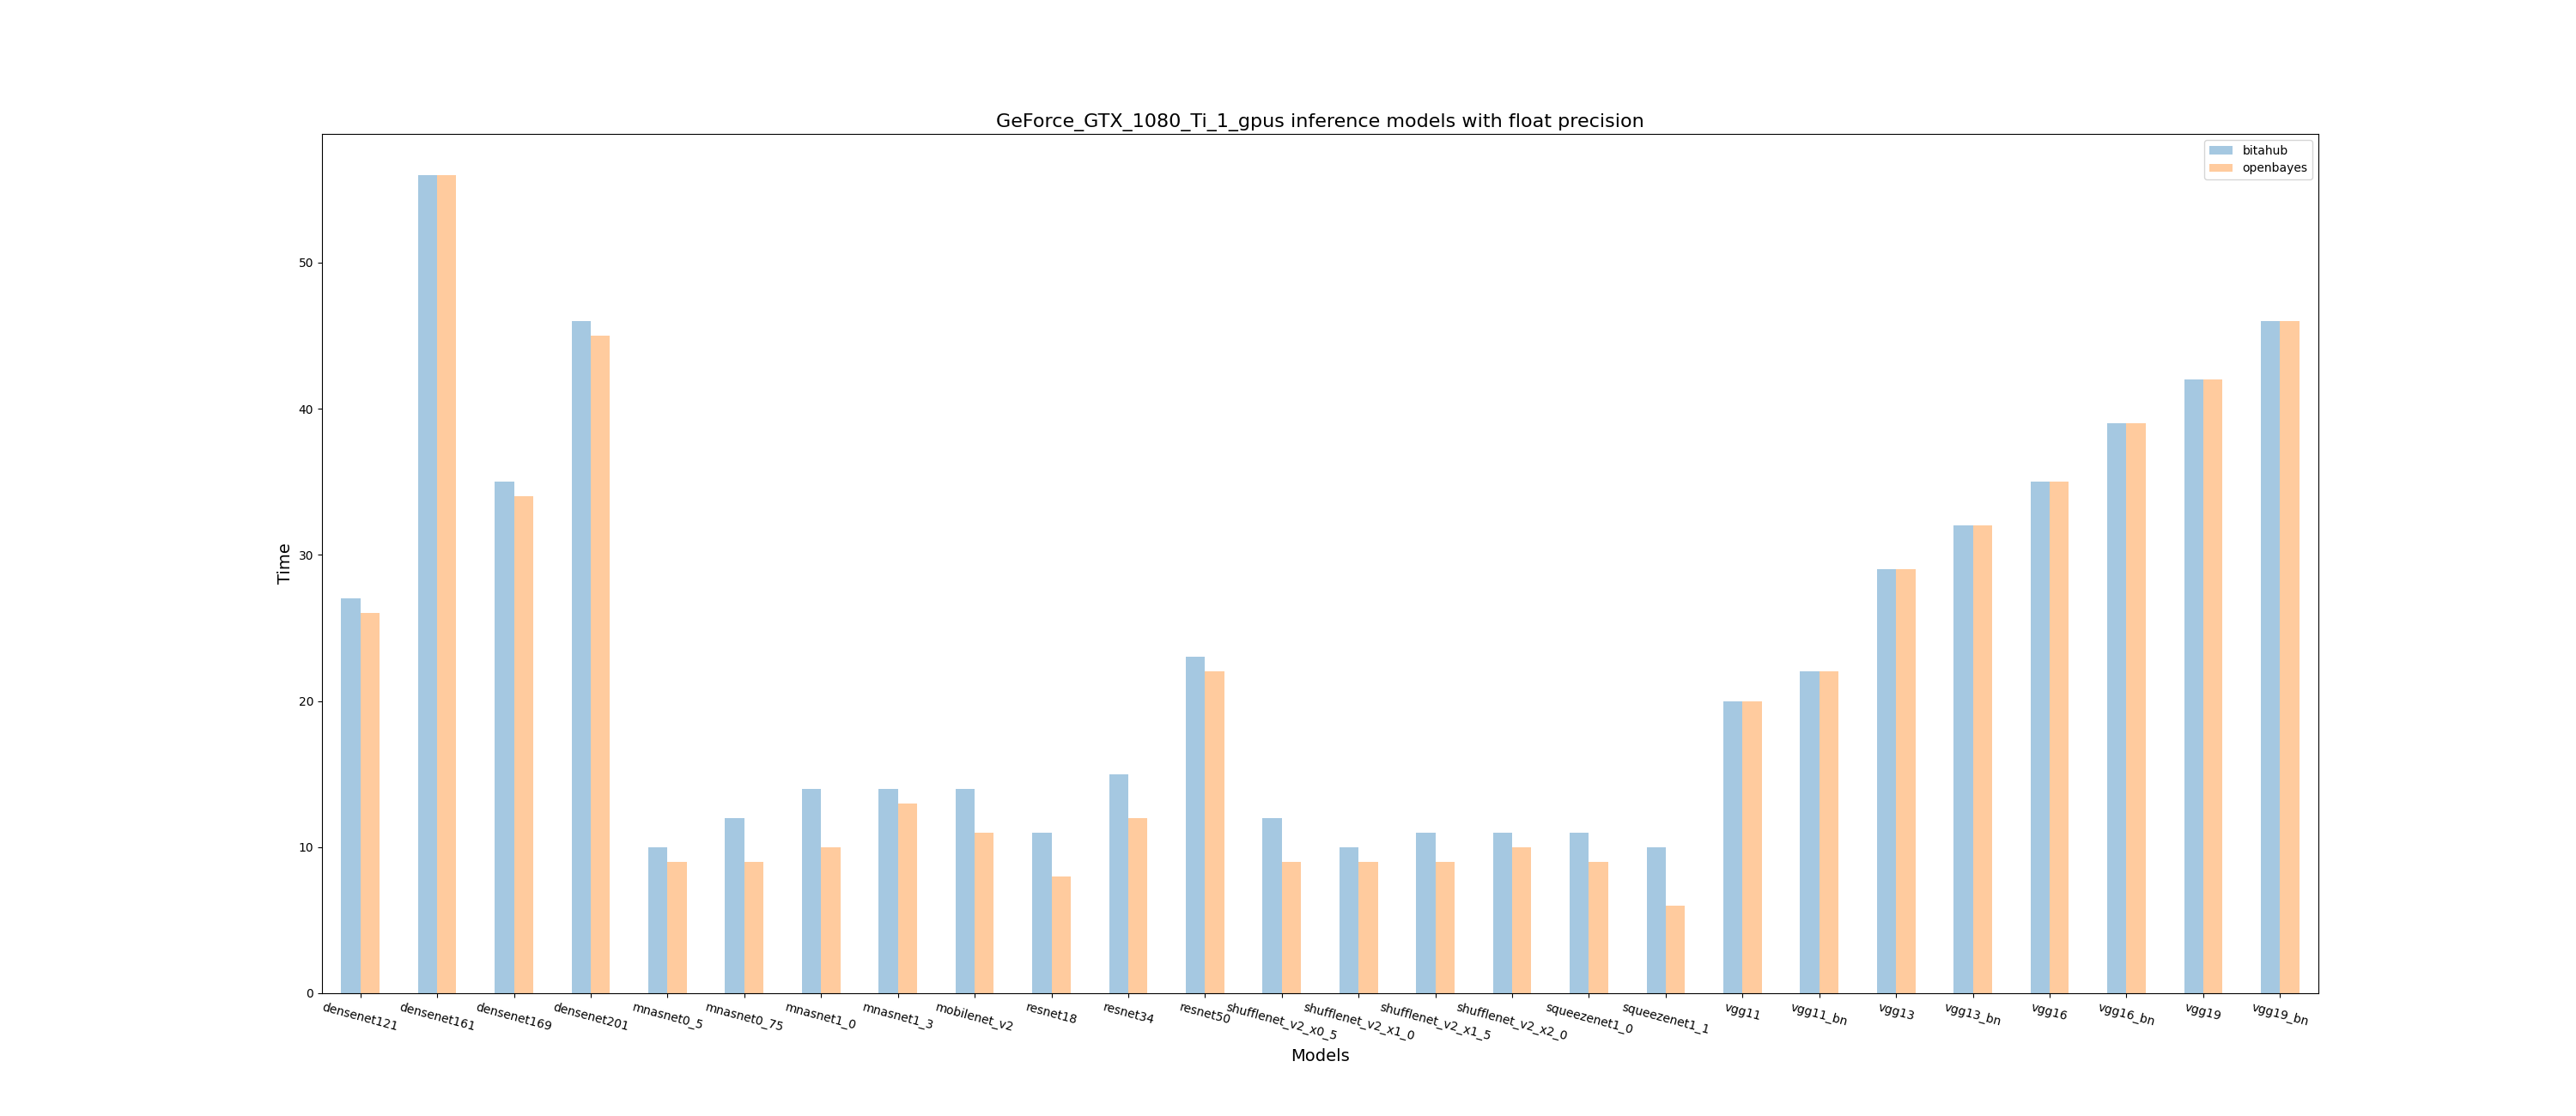 GeForce_GTX_1080_Ti_1_gpus inference models with float precision
bitahub
openbayes
Time
50
40
30
20
10
0
densenet121
densenet161
densenet169
densenet201
mnasnet0_5
mnasnet0_75
mnasnet1_0
mnasnet1_3
mobilenet_v2
resnet18
resnet34
resnet50
shufflenet_v2_x0_5
shufflenet_v2_x1_0
shufflenet_v2_x1_5
shufflenet_v2_x2_0
squeezenet1_0
squeezenet1_1
vgg11
vgg11_bn
vgg13
vgg13_bn
vgg16
vgg16_bn
vgg19
vgg19_bn
Models